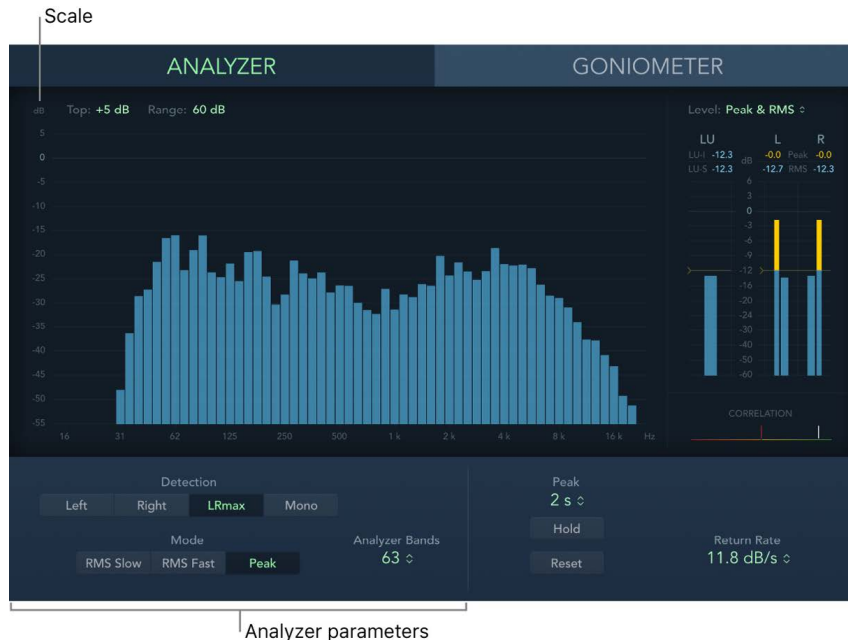 Scale
ANALYZER GONIOMETER
dB Top: +5 dB Range: 60 dB
5
0
-5
-10
-15
-20
-25
-30
-35
-40
-45
-50
-55
16 31 62 125 250 500 1 k 2 k 4 k 8 k 16 k Hz
Level: Peak & RMS
LU L R
LU-I -12.3 dB -0.0 Peak -0.0
LU-S -12.3 -12.7 RMS -12.3
6
3
0
-3
-6
-9
-12
-16
-20
-24
-30
-40
-50
-60
CORRELATION
Detection
Left Right LRmax Mono
Mode
RMS Slow RMS Fast Peak
Analyzer Bands
63
Peak
2 s
Hold
Reset
Return Rate
11.8 dB/s
Analyzer parameters